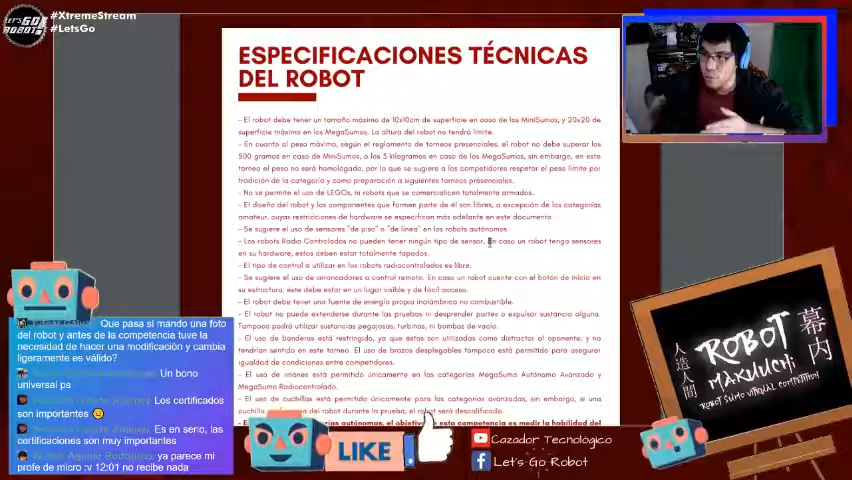 LET'S GO
ROBOT!
#XtremeStream
#LetsGo
ESPECIFICACIONES TÉCNICAS
DEL ROBOT
- El robot debe tener un tamaño máximo de 10x10cm de superficie en caso de los MiniSumos, y 20x20 de
superficie máxima en los MegaSumos. La altura del robot no tendrá límite.
- En cuanto al peso máximo, según el reglamento de torneos presenciales, el robot no debe superar los
500 gramos en caso de MiniSumos, o los 3 kilogramos en caso de los MegaSumos, sin embargo, en este
torneo el peso no será homologado, por lo que se sugiere a los competidores respetar el peso límite por
tradición de la categoría y como preparación a siguientes torneos presenciales.
- No se permite el uso de LEGOs, ni robots que se comercialicen totalmente armados.
- El diseño del robot y los componentes que formen parte de él son libres, a excepción de las categorías
amateur, cuyas restricciones de hardware se especifican más adelante en este documento
- Se sugiere el uso de sensores "de piso" o "de línea" en los robots autónomos.
- Los robots Radio Controlados no pueden tener ningún tipo de sensor. En caso un robot tenga sensores
en su hardware, estos deben estar totalmente tapados.
- El tipo de control a utilizar en los robots radiocontrolados es libre.
- Se sugiere el uso de arrancadores a control remoto. En caso un robot cuente con el botón de inicio en
su estructura, este debe estar en un lugar visible y de fácil acceso.
- El robot debe tener una fuente de energía propia inalámbrica no combustible.
- El robot no puede extenderse durante las pruebas ni desprender partes o expulsar sustancia alguna.
Tampoco podrá utilizar sustancias pegajosas, turbinas, ni bombas de vacío.
- El uso de banderas está restringido, ya que éstas son utilizadas como distractor al oponente, y no
tendrían sentido en este torneo. El uso de brazos desplegables tampoco está permitido para asegurar
igualdad de condiciones entre competidores.
- El uso de imanes está permitido únicamente en las categorías MegaSumo Autónomo Avanzado y
MegaSumo Radiocontrolado.
- El uso de cuchillas está permitido únicamente para las categorías avanzadas, sin embargo, si una
cuchilla del robot durante la prueba, el robot será descalificado.
autónomas, el objetivo de esta competencia es medir la habilidad del
Que pasa si mando una foto
del robot y antes de la competencia tuve la
necesidad de hacer una modificación y cambia
ligeramente es válido?
Un bono
universal pa
Los certificados
son importantes
Es en serio, las
certificaciones son muy importantes
ya parece mi
profe de micro :v 12:01 no recibe nada
LIKE
Cazador Tecnológico
Let's Go Robot
人造人間
ROBOT
MAKUUCHI
ROBOT SUMO VIRTUAL COMPETITION
幕内